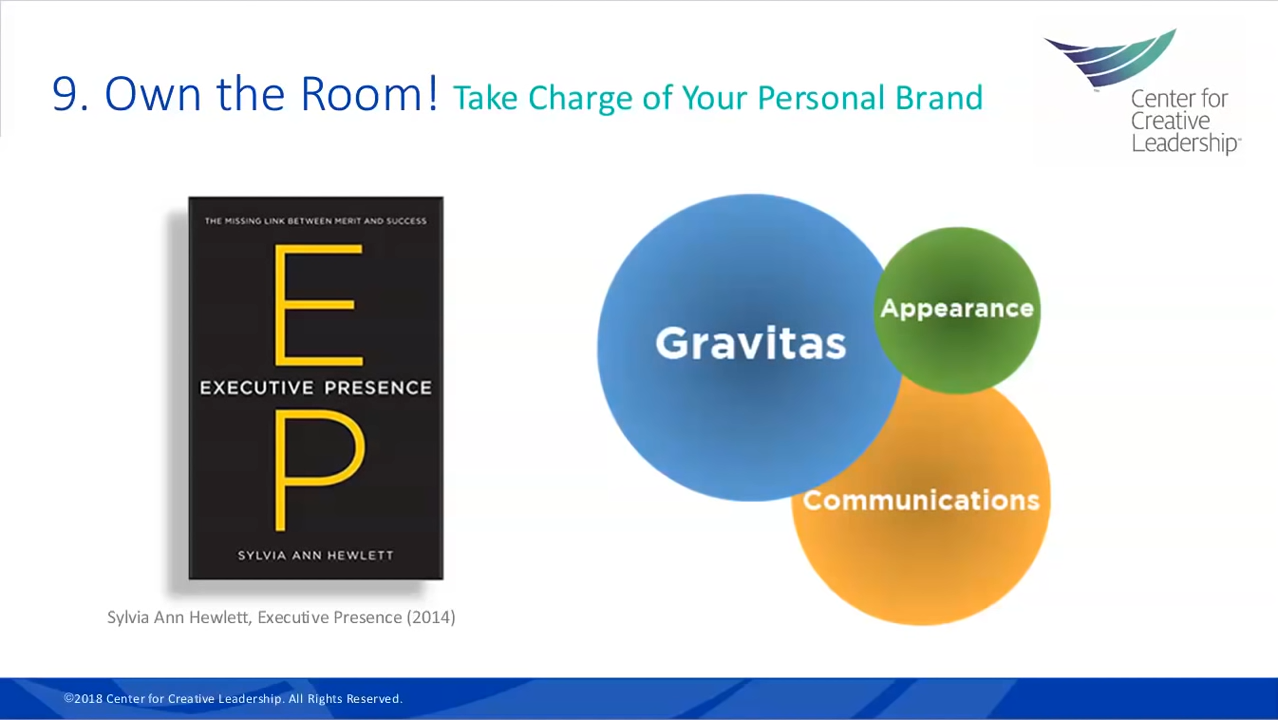 9. Own the Room! Take Charge of Your Personal Brand
Center for
Creative
Leadership™
THE MISSING LINK BETWEEN MERIT AND SUCCESS
E
EXECUTIVE PRESENCE
P
SYLVIA ANN HEWLETT
Sylvia Ann Hewlett, Executive Presence (2014)
Gravitas
Appearance
Communications
©2018 Center for Creative Leadership. All Rights Reserved.